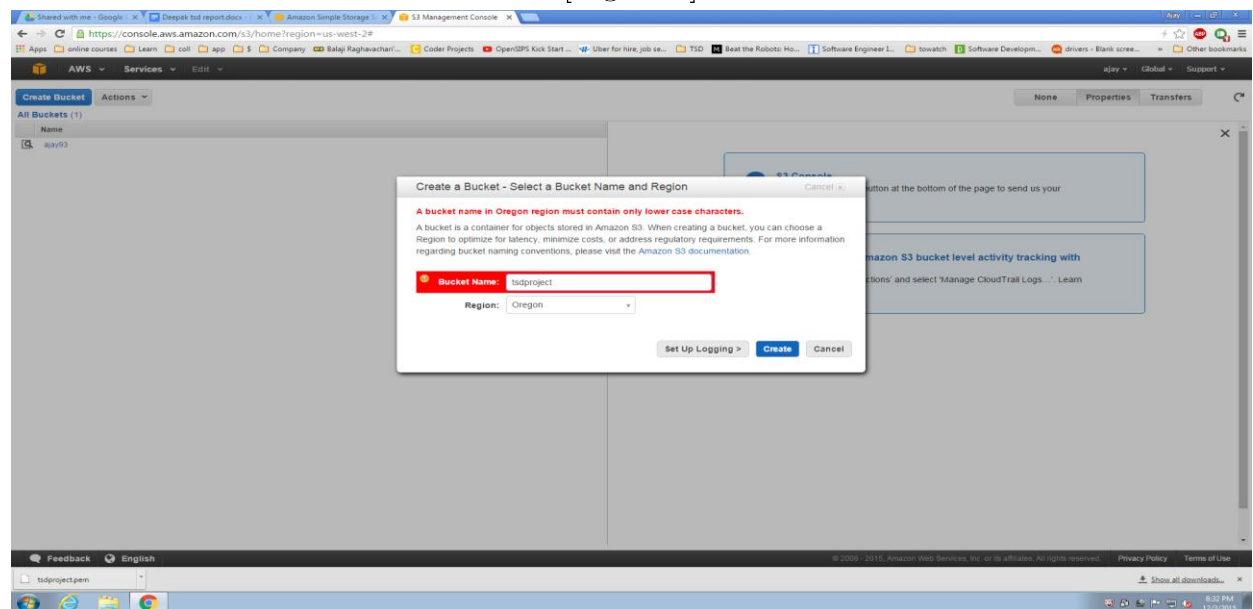 Shared with me - Google
Deepak tsd report.docx -
Amazon Simple Storage S
S3 Management Console
Ajay
https://console.aws.amazon.com/s3/home?region=us-west-2#
Apps
online courses
Learn
coll
app
$
Company
Balaji Raghavachari'...
Coder Projects
OpenSIPS Kick Start ...
Uber for hire, job se...
TSD
Beat the Robots: Ho...
Software Engineer I...
towatch
Software Developm...
drivers - Blank scree...
»
Other bookmarks
AWS
Services
Edit
ajay
Global
Support
Create Bucket
Actions
None
Properties
Transfers
All Buckets (1)
Name
ajay93
S3 Console
utton at the bottom of the page to send us your
mazon S3 bucket level activity tracking with
ctions' and select 'Manage CloudTrail Logs...'. Learn
Create a Bucket - Select a Bucket Name and Region
Cancel
A bucket name in Oregon region must contain only lower case characters.
A bucket is a container for objects stored in Amazon S3. When creating a bucket, you can choose a
Region to optimize for latency, minimize costs, or address regulatory requirements. For more information
regarding bucket naming conventions, please visit the Amazon S3 documentation.
Bucket Name:
tsdproject
Region:
Oregon
Set Up Logging >
Create
Cancel
Feedback
English
© 2006 - 2015, Amazon Web Services, Inc. or its affiliates. All rights reserved.
Privacy Policy
Terms of Use
tsdproject.pem
Show all downloads...
8:32 PM